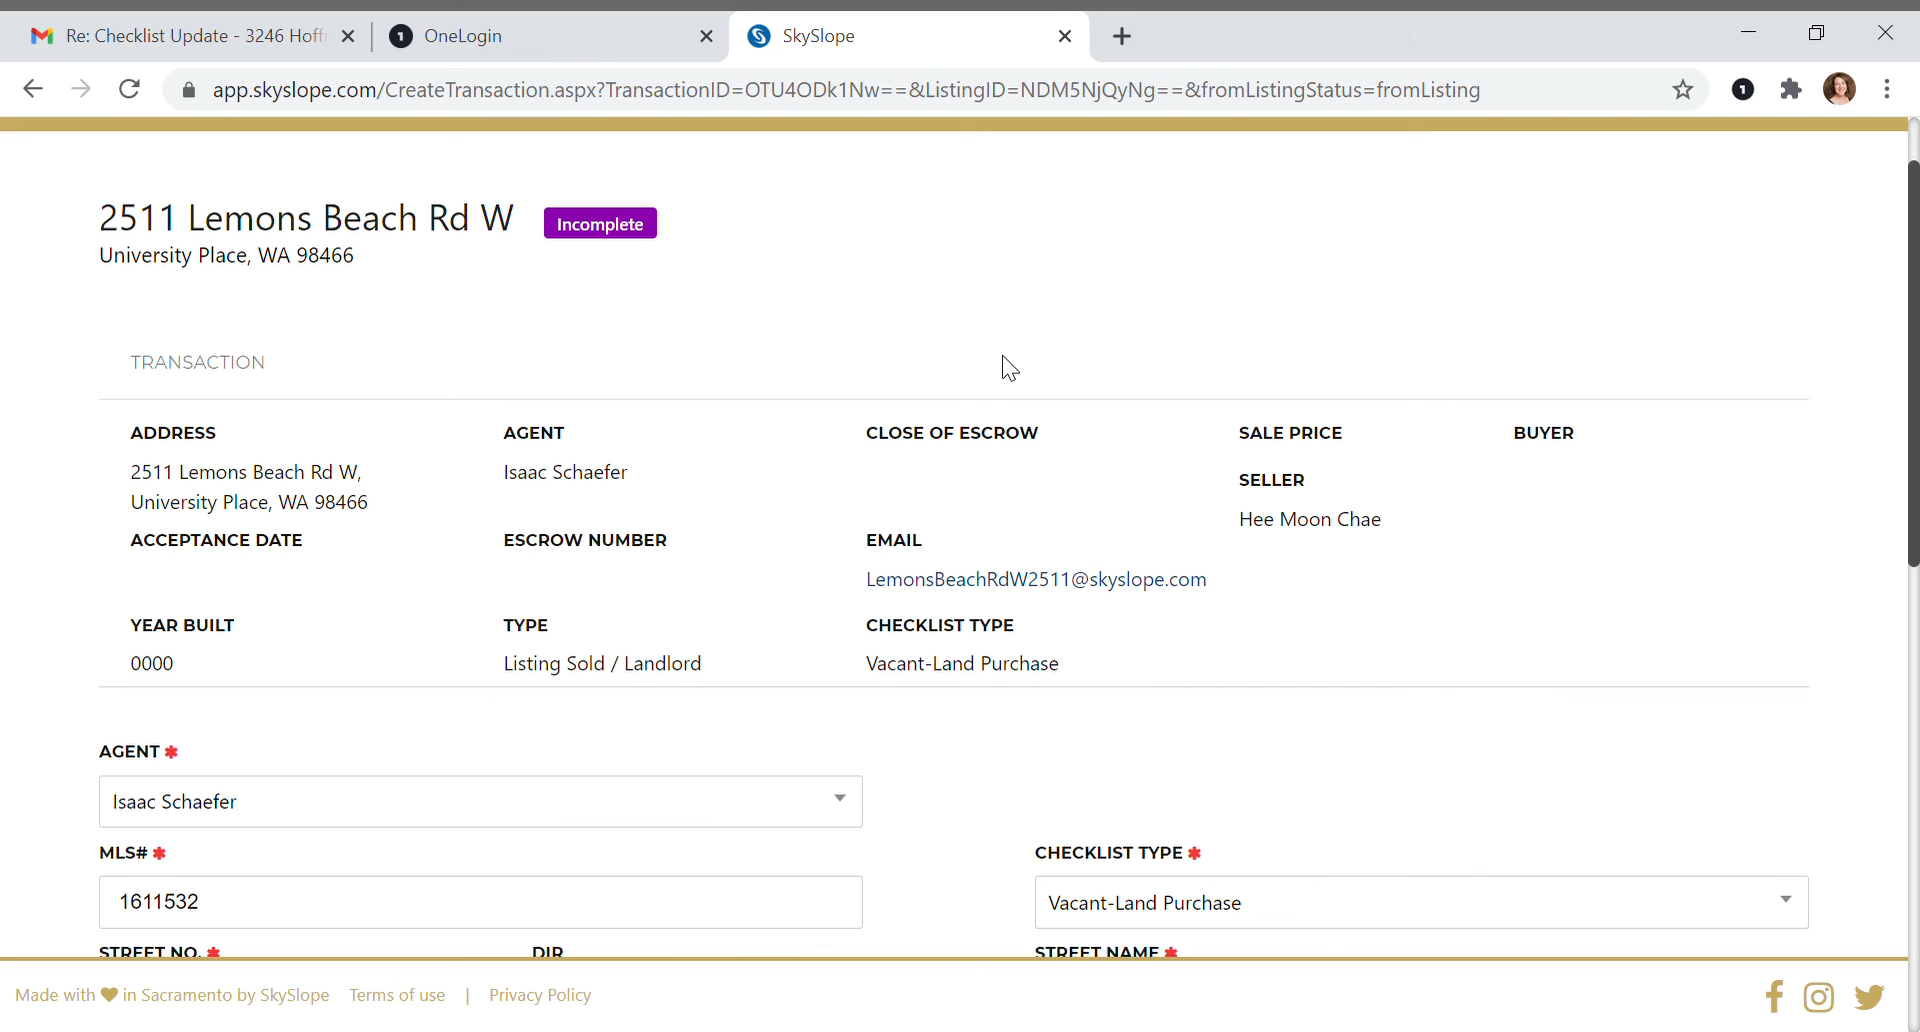 Re: Checklist Update - 3246 Hoff
OneLogin
SkySlope
app.skyslope.com/CreateTransaction.aspx?TransactionID=OTU4ODk1Nw==&ListingID=NDM5NjQyNg==&fromListingStatus=fromListing
2511 Lemons Beach Rd W
Incomplete
University Place, WA 98466
TRANSACTION
ADDRESS
2511 Lemons Beach Rd W,
University Place, WA 98466
AGENT
Isaac Schaefer
CLOSE OF ESCROW
SALE PRICE
BUYER
SELLER
Hee Moon Chae
ACCEPTANCE DATE
ESCROW NUMBER
EMAIL
LemonsBeachRdW2511@skyslope.com
YEAR BUILT
0000
TYPE
Listing Sold / Landlord
CHECKLIST TYPE
Vacant-Land Purchase
AGENT *
Isaac Schaefer
MLS# *
1611532
CHECKLIST TYPE *
Vacant-Land Purchase
STREET NO. *
DIR
STREET NAME *
Made with ♥ in Sacramento by SkySlope
Terms of use
|
Privacy Policy